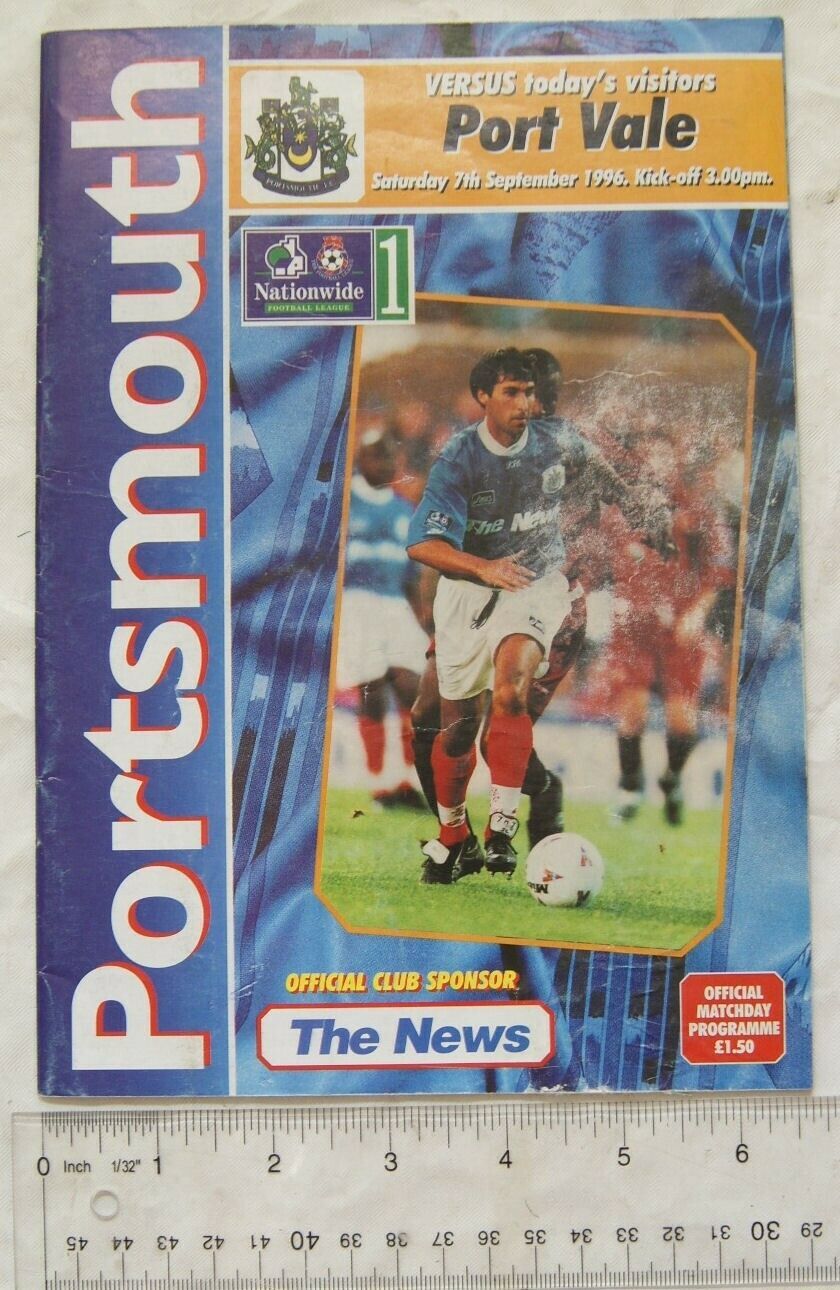 Portsmouth
VERSUS today's visitors
Port Vale
Saturday 7th September 1996. Kick-off 3.00pm.
PORTSMOUTH F.C.
Nationwide
FOOTBALL LEAGUE
1
The New
OFFICIAL CLUB SPONSOR
The News
OFFICIAL
MATCHDAY
PROGRAMME
£1.50
0 Inch 1/32" 1 2 3 4 5 6
45 44 43 42 41 40 39 38 37 36 35 34 33 32 31 30 29